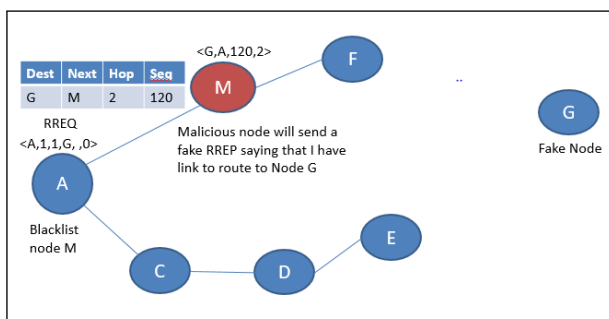 <G,A,120,2>
Dest Next Hop Seq
G M 2 120
M
F
..
G
Fake Node
RREQ
<A,1,1,G, ,0>
Malicious node will send a
fake RREP saying that I have
link to route to Node G
A
Blacklist
node M
C
D
E